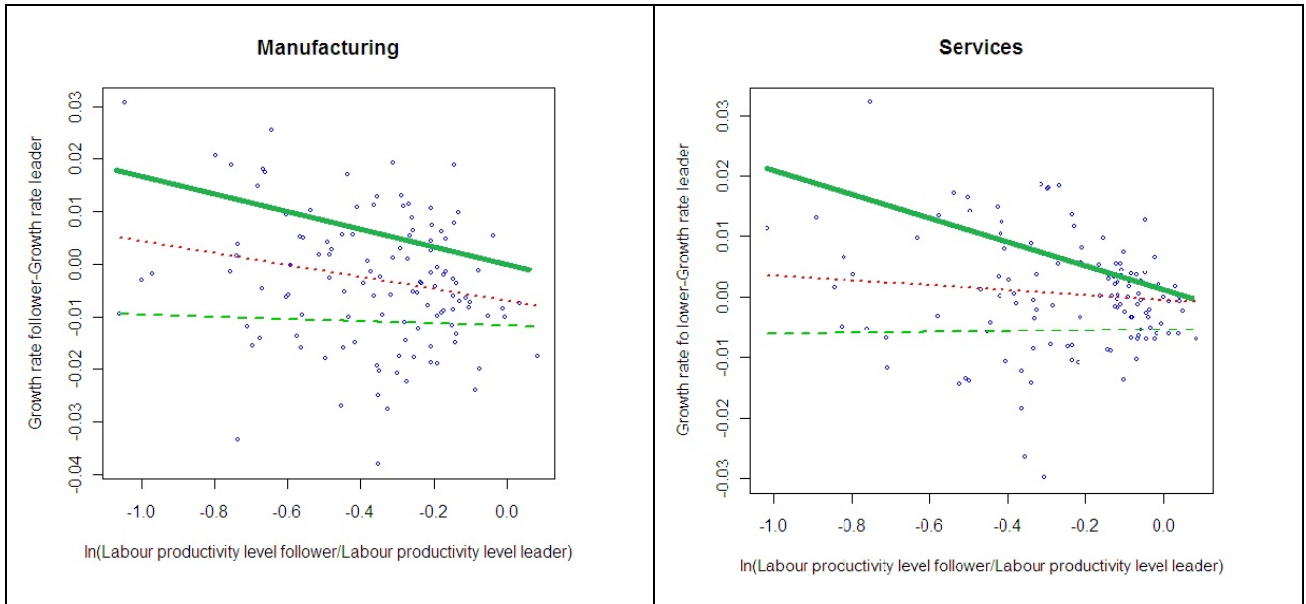 Manufacturing
Growth rate follower-Growth rate leader
0.03
0.02
0.01
0.00
-0.01
-0.02
-0.03
-0.04
-1.0 -0.8 -0.6 -0.4 -0.2 0.0
ln(Labour productivity level follower/Labour productivity level leader)
Services
Growth rate fo lower-Growth rate leader
0.03
0.02
0.01
0.00
-0.01
-0.02
-0.03
-1.0 -0.8 -0.6 -0.4 -0.2 0.0
ln(Labour productivity level follower/Labour productivity level leader)